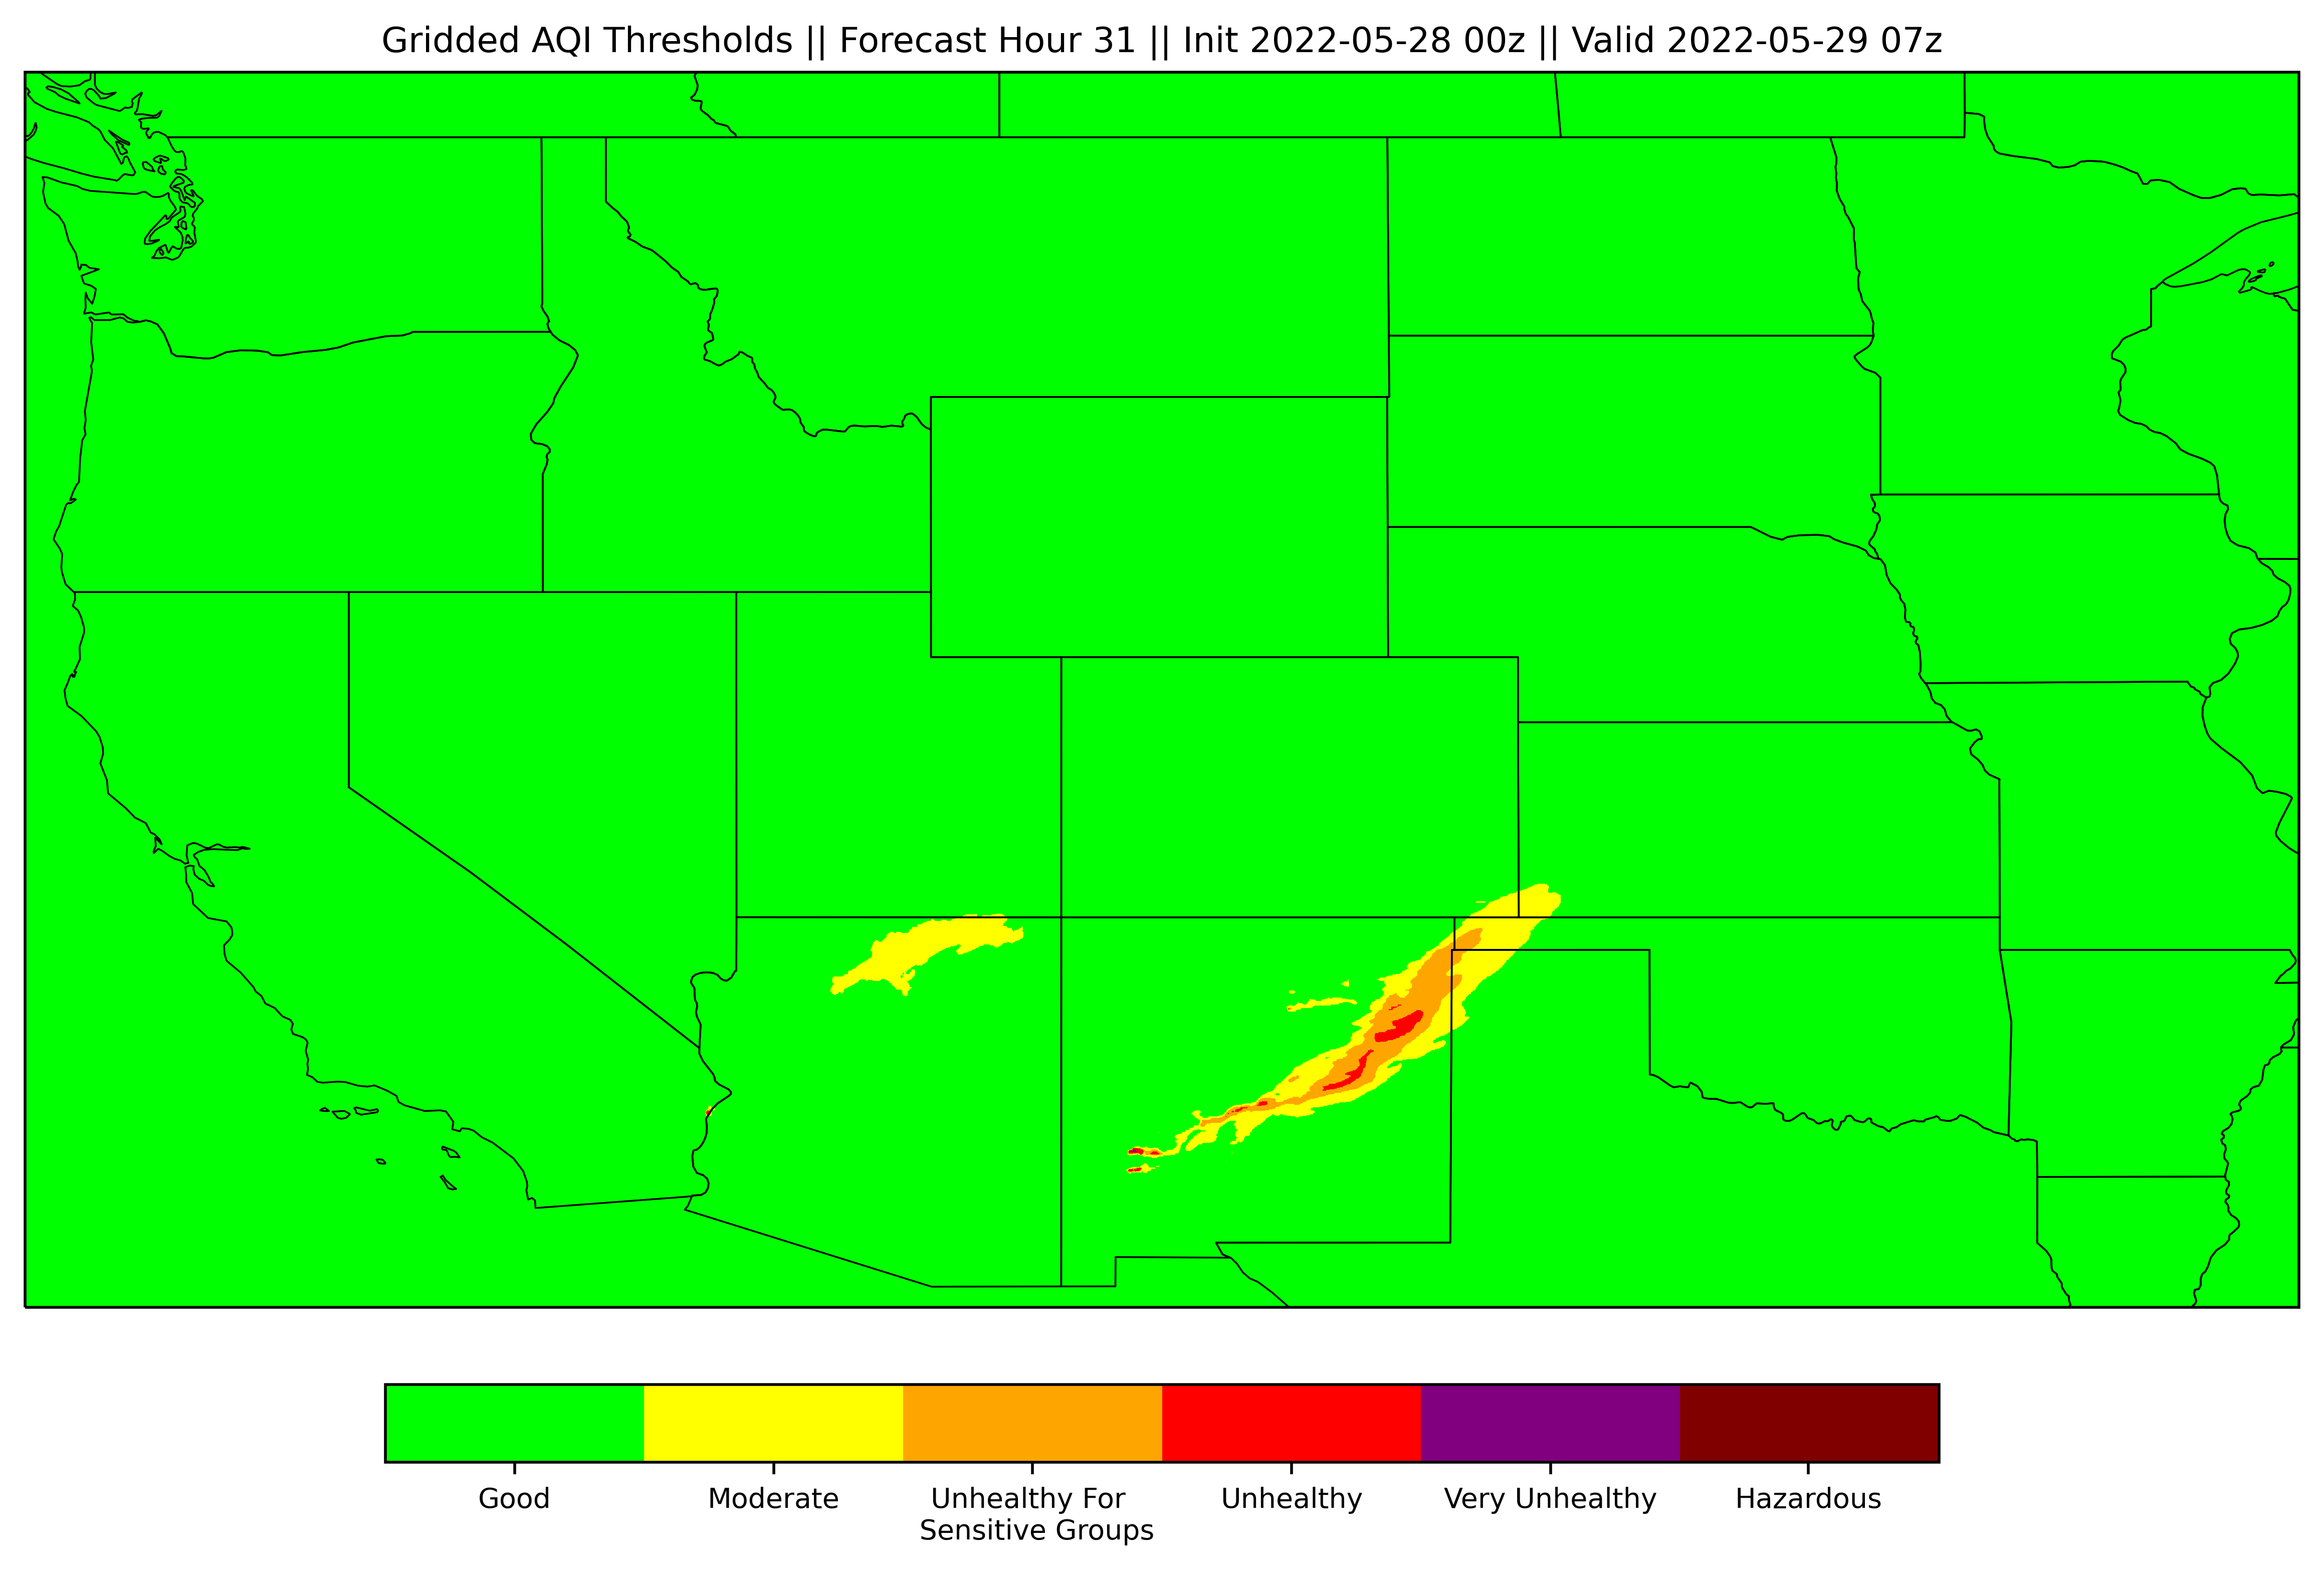 Gridded AQI Thresholds || Forecast Hour 31 || Init 2022-05-28 00z || Valid 2022-05-29 07z
Good
Moderate
Unhealthy For
Sensitive Groups
Unhealthy
Very Unhealthy
Hazardous